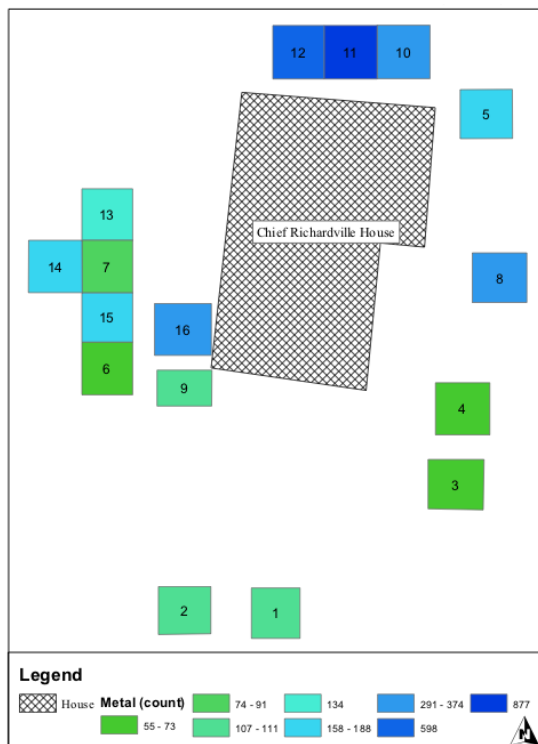 12 11 10
5
Chief Richardville House
13
14 7
8
15
16
6
9
4
3
2 1
Legend
House Metal (count) 74 - 91 134 291 - 374 877
55 - 73 107 - 111 158 - 188 598
N